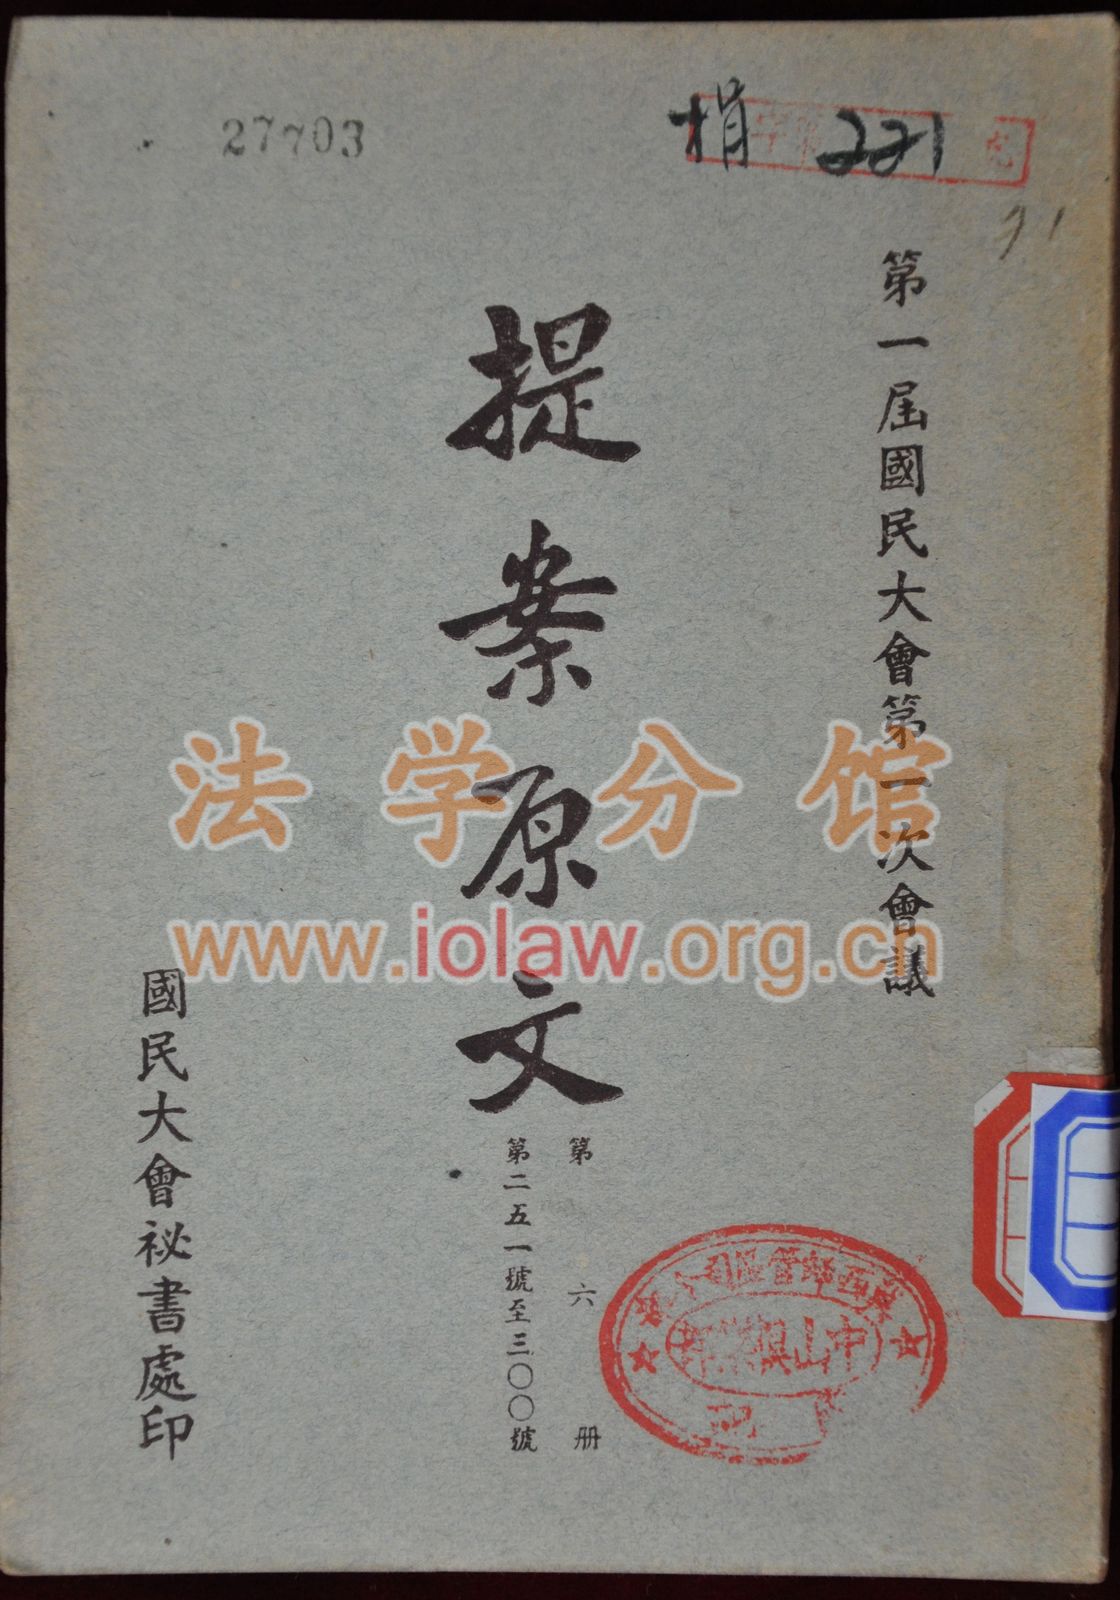 27703
捐 221
第一屆國民大會第一次會議
提案原文
第六册
第二五一號至三〇〇號
國民大會祕書處印
法学分馆
www.iolaw.org.cn